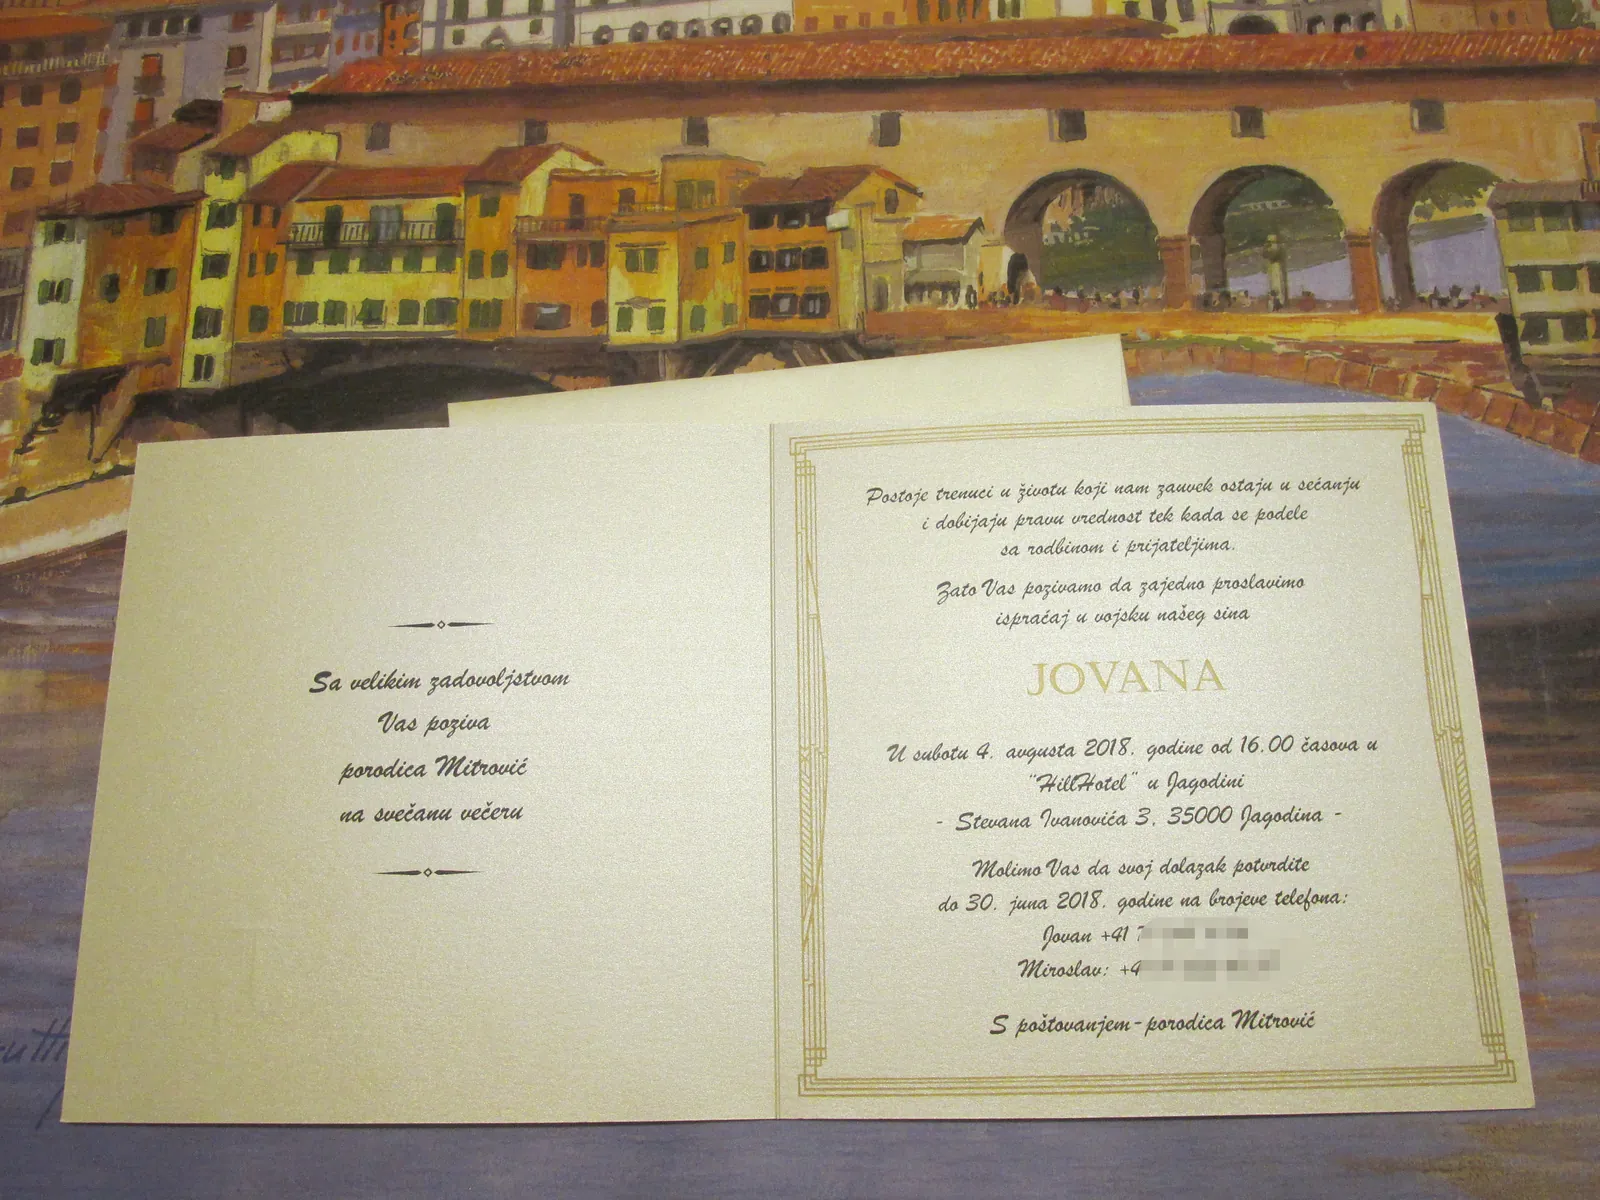 Sa velikim zadovoljstvom
Vas poziva
porodica Mitrović
na svečanu večeru
Postoje trenuci u životu koji nam zauvek ostaju u sećanju
i dobijaju pravu vrednost tek kada se podele
sa rodbinom i prijateljima.
Zato Vas pozivamo da zajedno proslavimo
ispraćaj u vojsku našeg sina
JOVANA
U subotu 4. avgusta 2018. godine od 16.00 časova u
"HillHotel" u Jagodini
- Stevana Ivanovića 3, 35000 Jagodina -
Molimo Vas da svoj dolazak potvrdite
do 30. juna 2018. godine na brojeve telefona:
Jovan +41
Miroslav:
S poštovanjem - porodica Mitrović